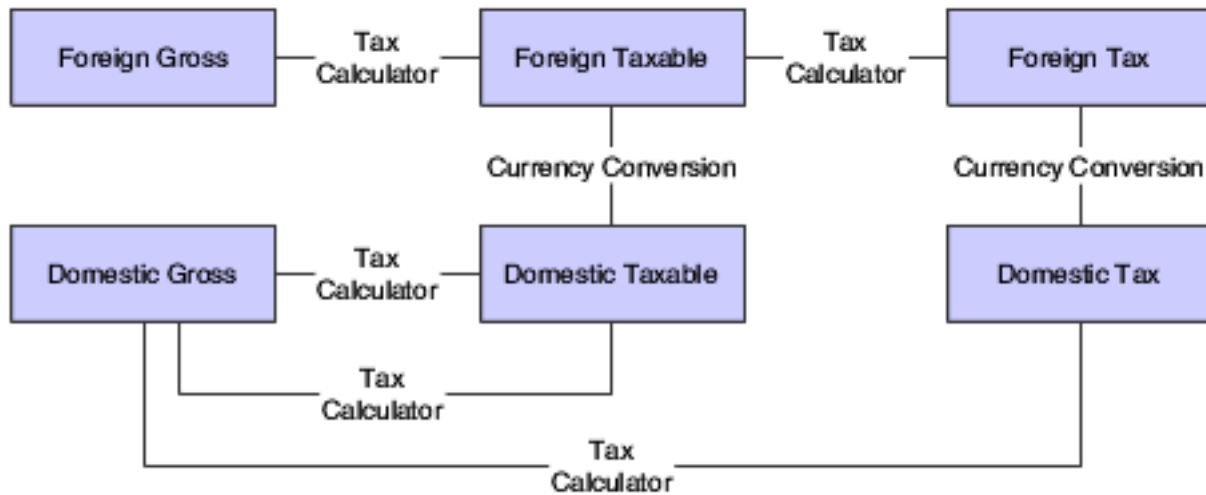 Foreign Gross
Tax
Calculator
Foreign Taxable
Tax
Calculator
Foreign Tax
Currency Conversion
Currency Conversion
Domestic Gross
Tax
Calculator
Domestic Taxable
Domestic Tax
Tax
Calculator
Tax
Calculator